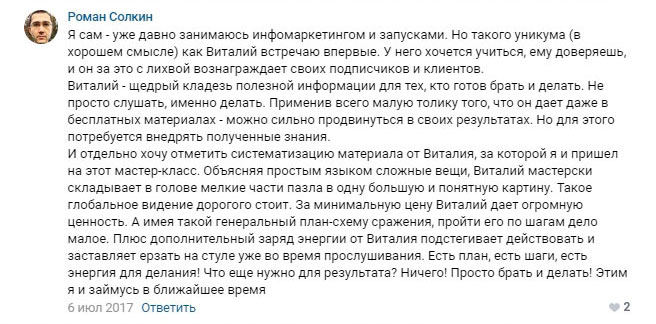 Роман Солкин
Я сам - уже давно занимаюсь инфомаркетингом и запусками. Но такого уникума (в
хорошем смысле) как Виталий встречаю впервые. У него хочется учиться, ему доверяешь,
и он за это с лихвой вознаграждает своих подписчиков и клиентов.
Виталий - щедрый кладезь полезной информации для тех, кто готов брать и делать. Не
просто слушать, именно делать. Применив всего малую толику того, что он дает даже в
бесплатных материалах - можно сильно продвинуться в своих результатах. Но для этого
потребуется внедрять полученные знания.
И отдельно хочу отметить систематизацию материала от Виталия, за которой я и пришел
на этот мастер-класс. Объясняя простым языком сложные вещи, Виталий мастерски
складывает в голове мелкие части пазла в одну большую и понятную картину. Такое
глобальное видение дорогого стоит. За минимальную цену Виталий дает огромную
ценность. А имея такой генеральный план-схему сражения, пройти его по шагам дело
малое. Плюс дополнительный заряд энергии от Виталия подстегивает действовать и
заставляет ерзать на стуле уже во время прослушивания. Есть план, есть шаги, есть
энергия для делания! Что еще нужно для результата? Ничего! Просто брать и делать! Этим
я и займусь в ближайшее время
6 июл 2017 Ответить 2